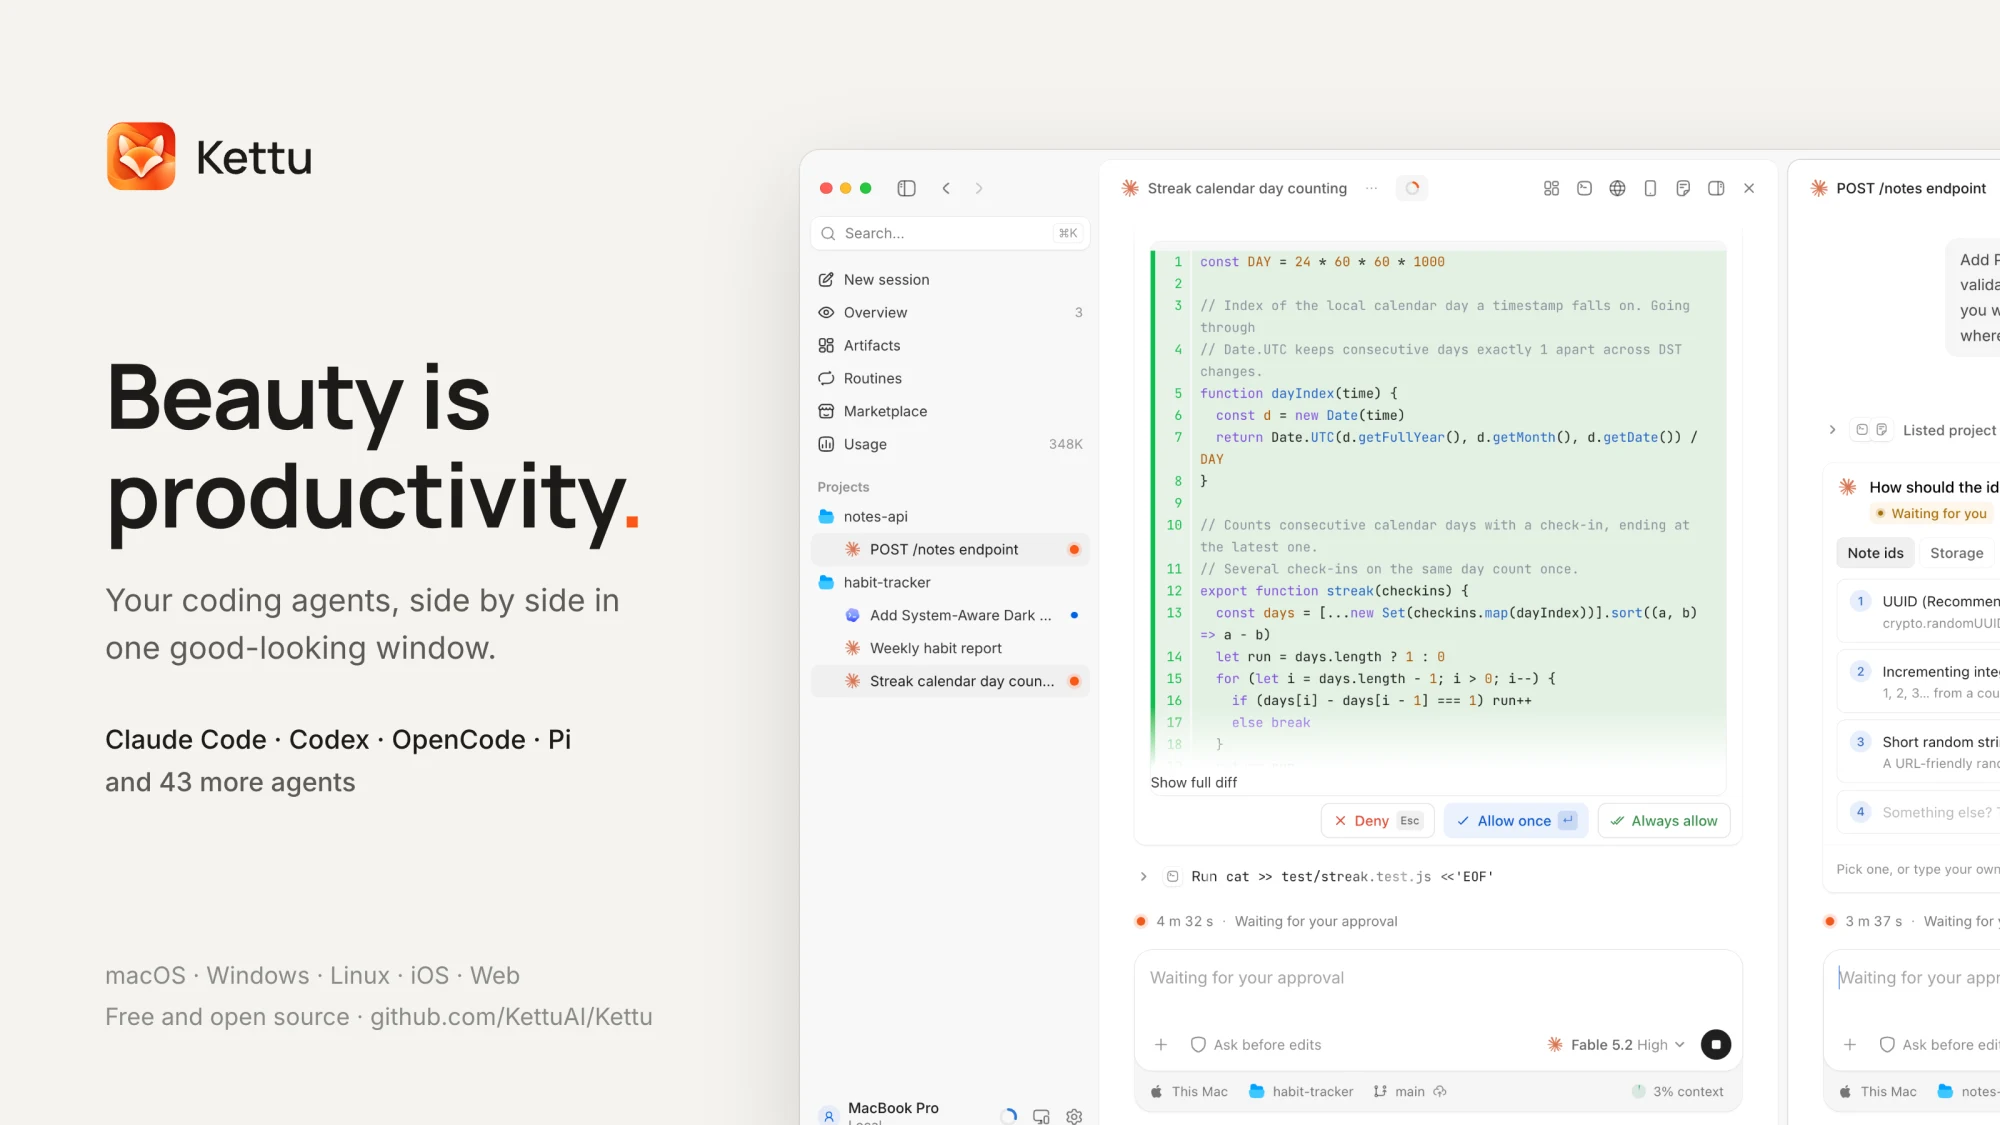 Kettu
Beauty is
productivity.
Your coding agents, side by side in
one good-looking window.
Claude Code · Codex · OpenCode · Pi
and 43 more agents
macOS · Windows · Linux · iOS · Web
Free and open source · github.com/KettuAI/Kettu
Search...
⌘K
New session
Overview 3
Artifacts
Routines
Marketplace
Usage 348K
Projects
notes-api
POST /notes endpoint
habit-tracker
Add System-Aware Dark ...
Weekly habit report
Streak calendar day coun...
MacBook Pro
Local
Streak calendar day counting ...
1 const DAY = 24 * 60 * 60 * 1000
2
3 // Index of the local calendar day a timestamp falls on. Going
through
4 // Date.UTC keeps consecutive days exactly 1 apart across DST
changes.
5 function dayIndex(time) {
6 const d = new Date(time)
7 return Date.UTC(d.getFullYear(), d.getMonth(), d.getDate()) /
DAY
8 }
9
10 // Counts consecutive calendar days with a check-in, ending at
the latest one.
11 // Several check-ins on the same day count once.
12 export function streak(checkins) {
13 const days = [...new Set(checkins.map(dayIndex))].sort((a, b)
=> a - b)
14 let run = days.length ? 1 : 0
15 for (let i = days.length - 1; i > 0; i--) {
16 if (days[i] - days[i - 1] === 1) run++
17 else break
18 }
Show full diff
Deny Esc
Allow once
Always allow
Run cat >> test/streak.test.js <<'EOF'
4 m 32 s · Waiting for your approval
Waiting for your approval
Ask before edits
Fable 5.2 High
This Mac
habit-tracker
main
3% context
POST /notes endpoint
Add
valida
you w
where
Listed project
How should the id
Waiting for you
Note ids
Storage
1 UUID (Recommen
crypto.randomUUID
2 Incrementing inte
1, 2, 3... from a cou
3 Short random stri
A URL-friendly rand
4 Something else?
Pick one, or type your own
3 m 37 s · Waiting for
Waiting for your appr
Ask before edit
This Mac
notes-